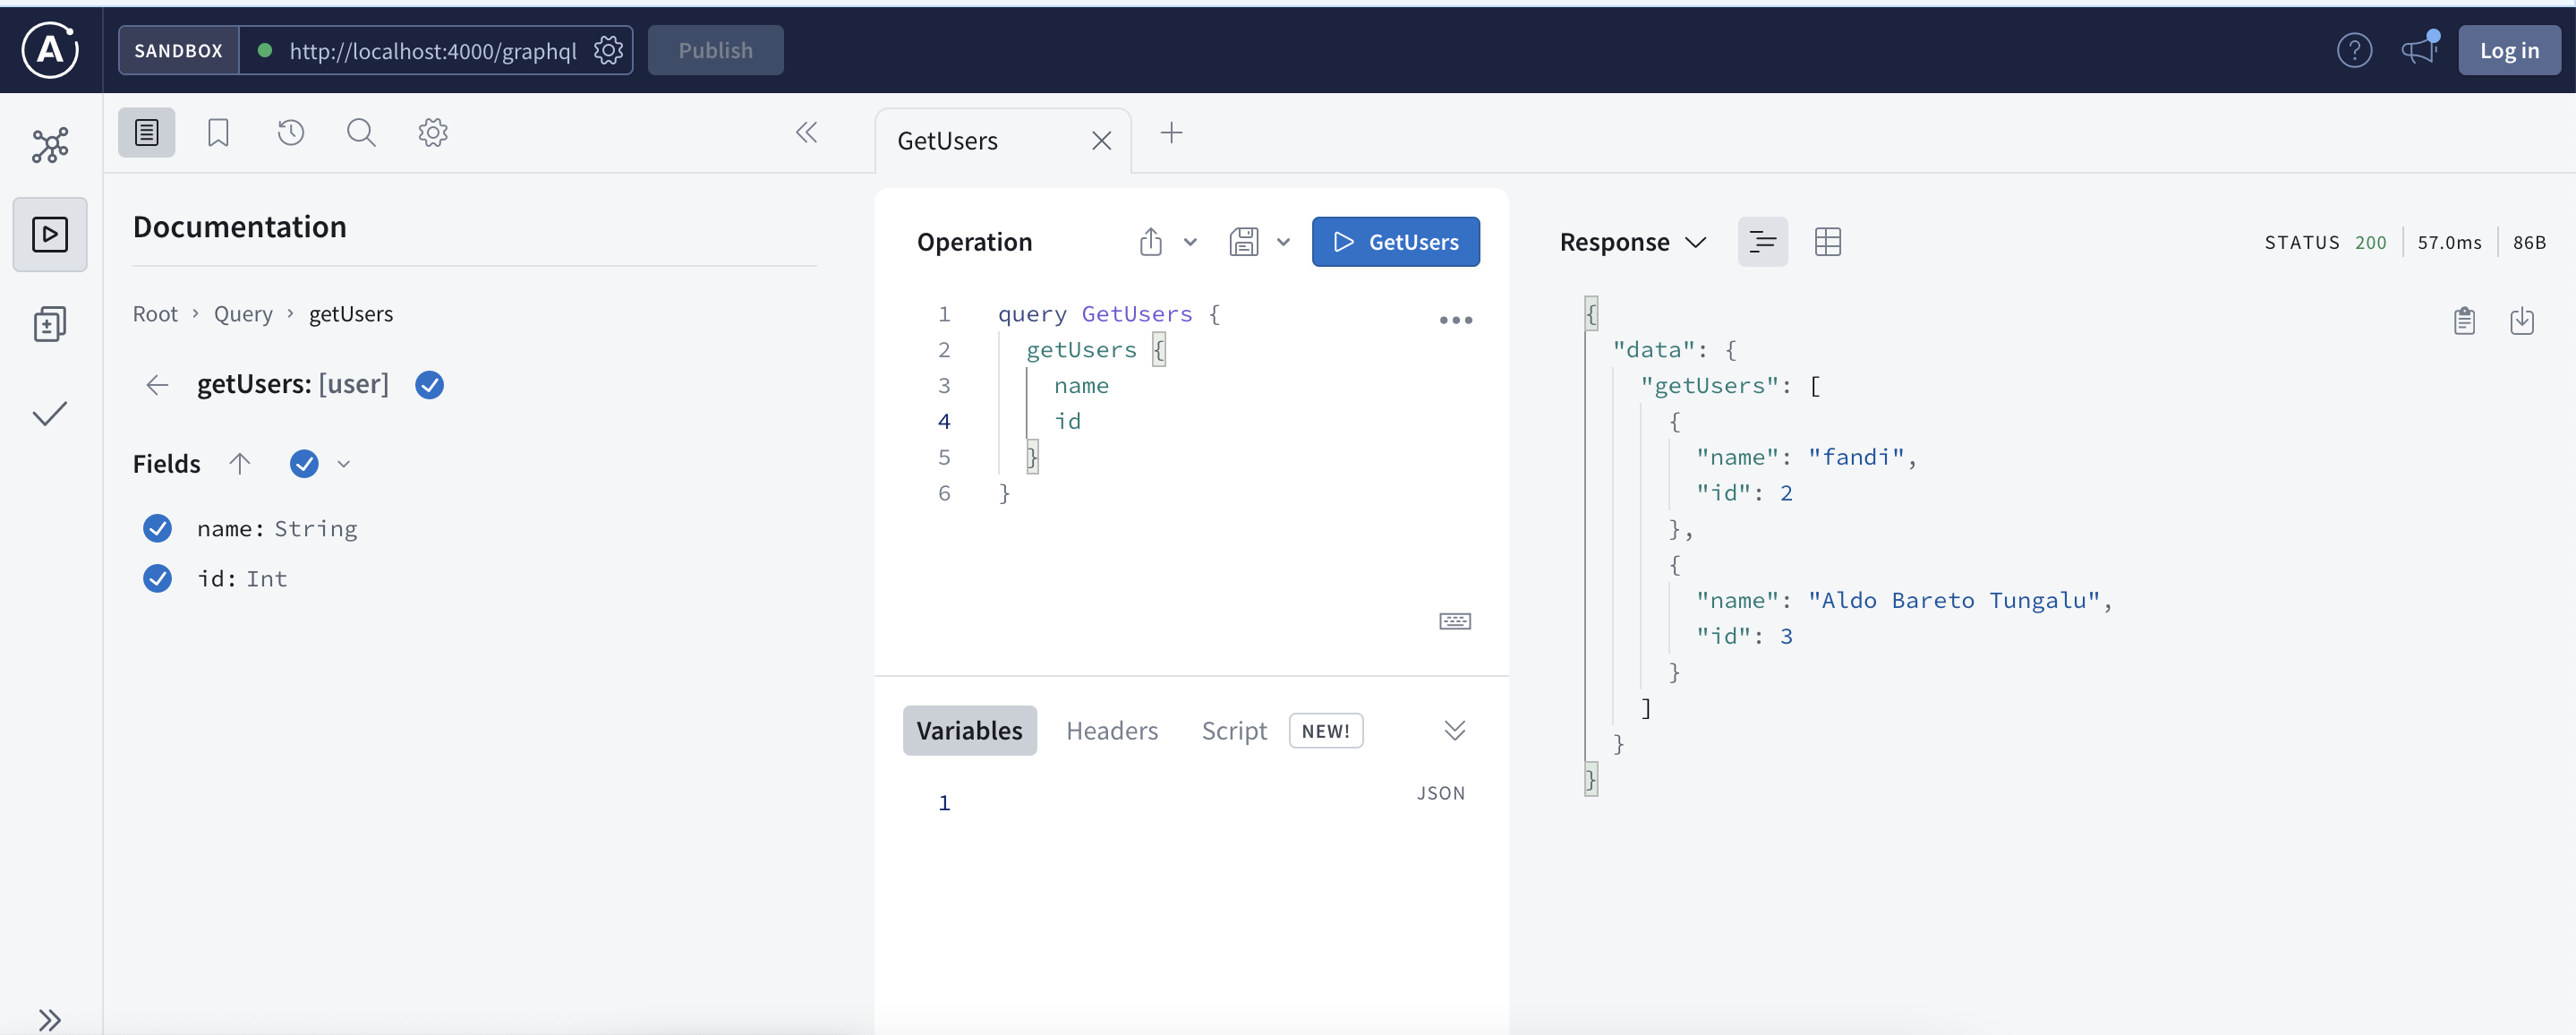 SANDBOX http://localhost:4000/graphql Publish Log in
GetUsers
Documentation
Root › Query › getUsers
getUsers: [user]
Fields
name: String
id: Int
Operation GetUsers
1 query GetUsers {
2 getUsers {
3 name
4 id
5 }
6 }
Variables Headers Script NEW!
1
JSON
Response STATUS 200 57.0ms 86B
{
"data": {
"getUsers": [
{
"name": "fandi",
"id": 2
},
{
"name": "Aldo Bareto Tungalu",
"id": 3
}
]
}
}